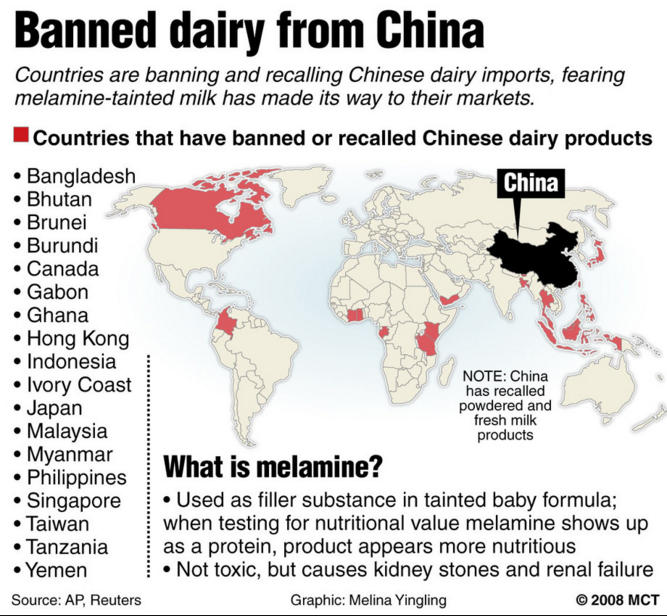 Banned dairy from China
Countries are banning and recalling Chinese dairy imports, fearing
melamine-tainted milk has made its way to their markets.
Countries that have banned or recalled Chinese dairy products
• Bangladesh
• Bhutan
• Brunei
• Burundi
• Canada
• Gabon
• Ghana
• Hong Kong
• Indonesia
• Ivory Coast
• Japan
• Malaysia
• Myanmar
• Philippines
• Singapore
• Taiwan
• Tanzania
• Yemen
China
NOTE: China
has recalled
powdered and
fresh milk
products
What is melamine?
• Used as filler substance in tainted baby formula;
when testing for nutritional value melamine shows up
as a protein, product appears more nutritious
• Not toxic, but causes kidney stones and renal failure
Source: AP, Reuters
Graphic: Melina Yingling
© 2008 MCT